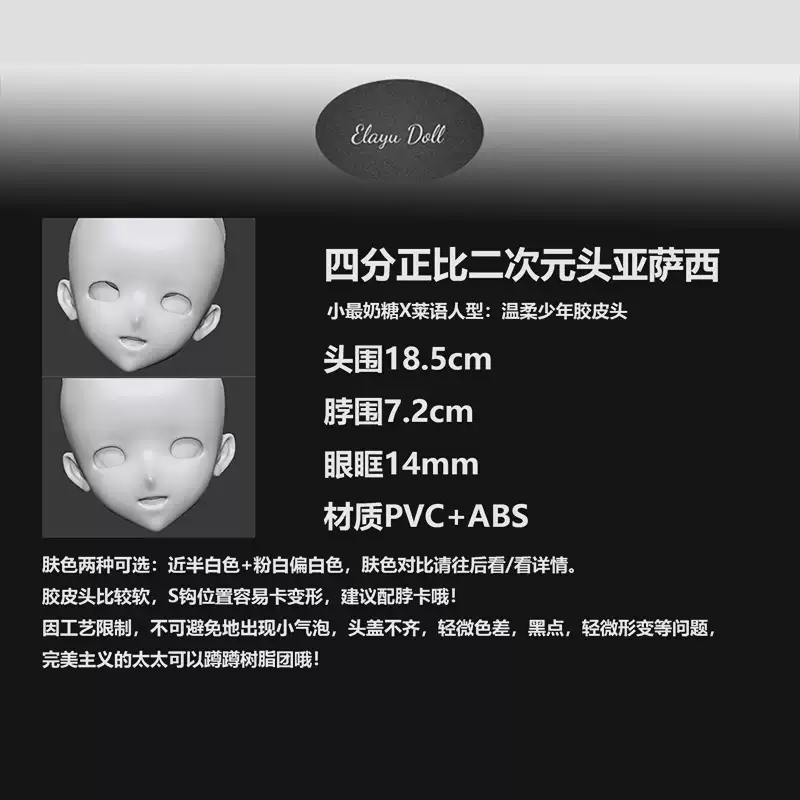 Elayu Doll
四分正比二次元头亚萨西
小最奶糖X莱语人型：温柔少年胶皮头
头围18.5cm
脖围7.2cm
眼眶14mm
材质PVC+ABS
肤色两种可选：近半白色+粉白偏白色，肤色对比请往后看/看详情。
胶皮头比较软，S钩位置容易卡变形，建议配脖卡哦！
因工艺限制，不可避免地出现小气泡，头盖不齐，轻微色差，黑点，轻微形变等问题，
完美主义的太太可以蹲蹲树脂团哦！